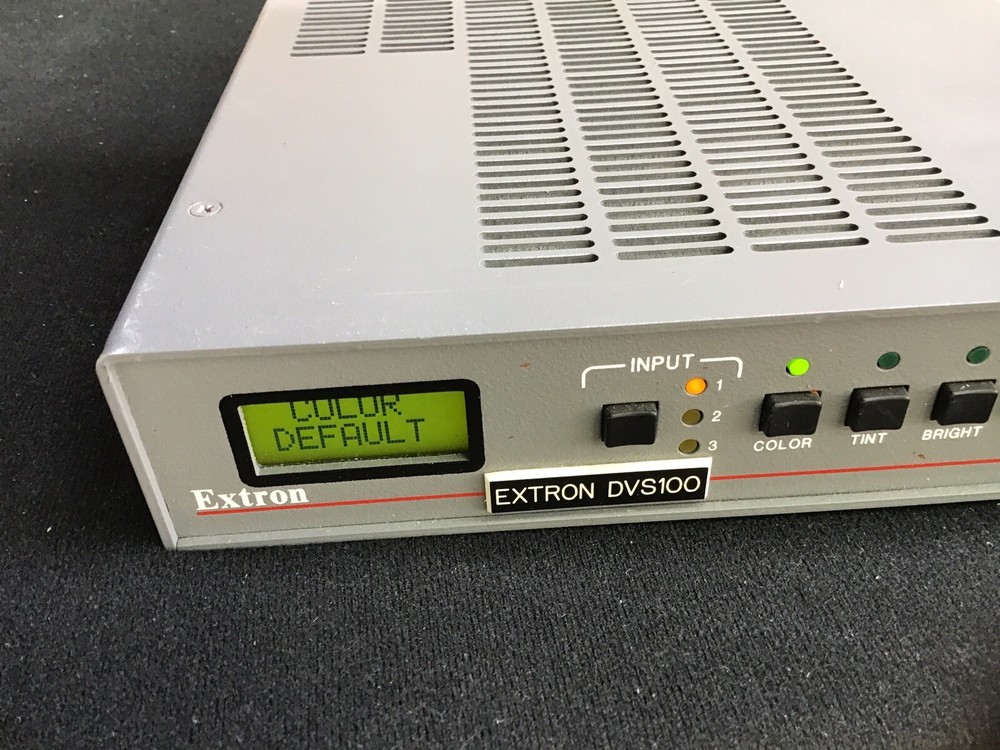 COLOR
DEFAULT
Extron
EXTRON DVS100
INPUT
1
2
3
COLOR
TINT
BRIGHT